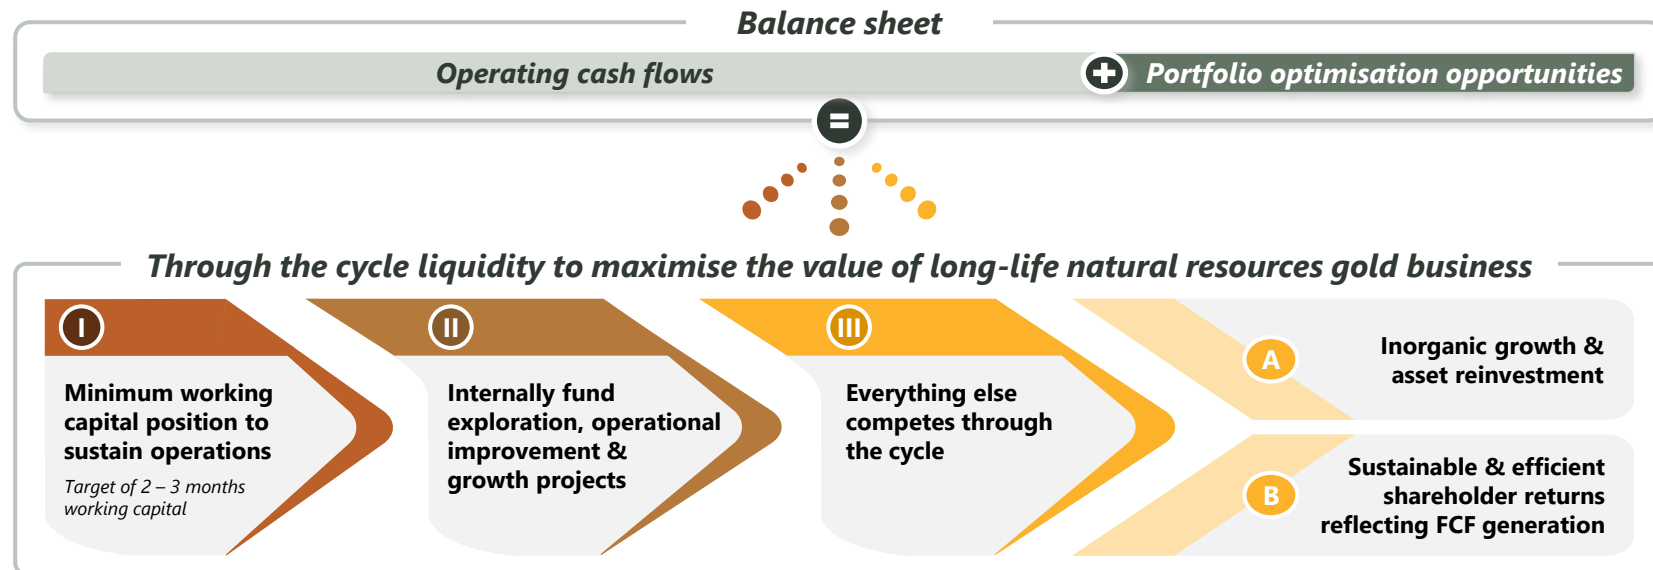 Balance sheet
Operating cash flows
+
Portfolio optimisation opportunities
=
Through the cycle liquidity to maximise the value of long-life natural resources gold business
I
Minimum working
capital position to
sustain operations
Target of 2 – 3 months
working capital
II
Internally fund
exploration, operational
improvement &
growth projects
III
Everything else
competes through
the cycle
A
Inorganic growth &
asset reinvestment
B
Sustainable & efficient
shareholder returns
reflecting FCF generation